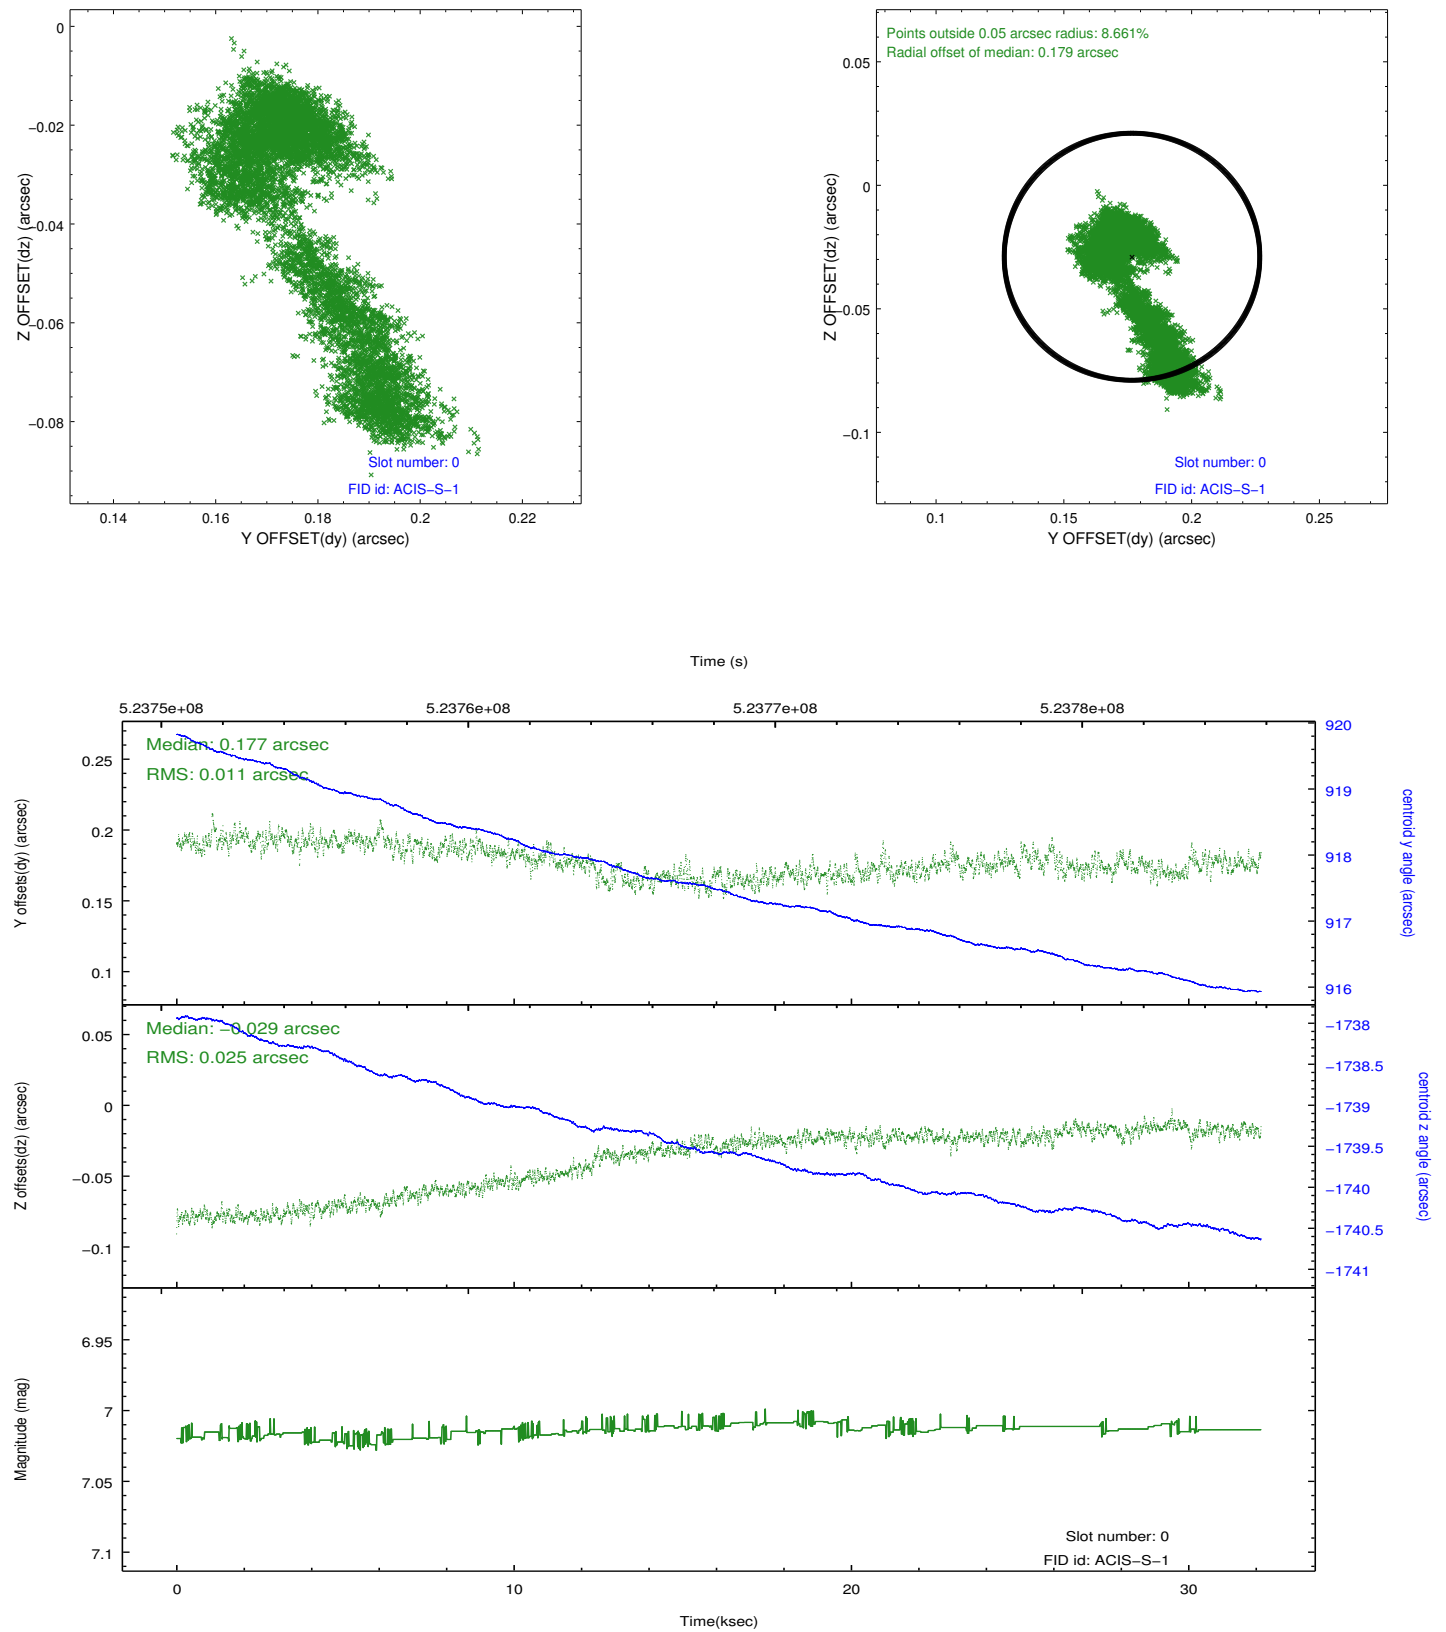 0
−0.02
−0.04
−0.06
−0.08
Z OFFSET(dz) (arcsec)
Slot number: 0
FID id: ACIS−S−1
0.14
0.16
0.18
0.2
0.22
Y OFFSET(dy) (arcsec)
Points outside 0.05 arcsec radius: 8.661%
Radial offset of median: 0.179 arcsec
0.05
0
−0.05
−0.1
Z OFFSET(dz) (arcsec)
Slot number: 0
FID id: ACIS−S−1
0.1
0.15
0.2
0.25
Y OFFSET(dy) (arcsec)
Time (s)
5.2375e+08
5.2376e+08
5.2377e+08
5.2378e+08
Median: 0.177 arcsec
RMS: 0.011 arcsec
0.25
0.2
0.15
0.1
Y offsets(dy) (arcsec)
920
919
918
917
916
centroid y angle (arcsec)
Median: −0.029 arcsec
RMS: 0.025 arcsec
0.05
0
−0.05
−0.1
Z offsets(dz) (arcsec)
−1738
−1738.5
−1739
−1739.5
−1740
−1740.5
−1741
centroid z angle (arcsec)
6.95
7
7.05
7.1
Magnitude (mag)
Slot number: 0
FID id: ACIS−S−1
0
10
20
30
Time(ksec)